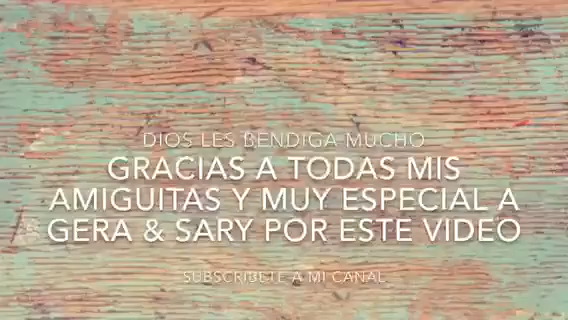 DIOS LES BENDIGA MUCHO
GRACIAS A TODAS MIS
AMIGUITAS Y MUY ESPECIAL A
GERA & SARY POR ESTE VIDEO
SUBSCRIBETE A MI CANAL